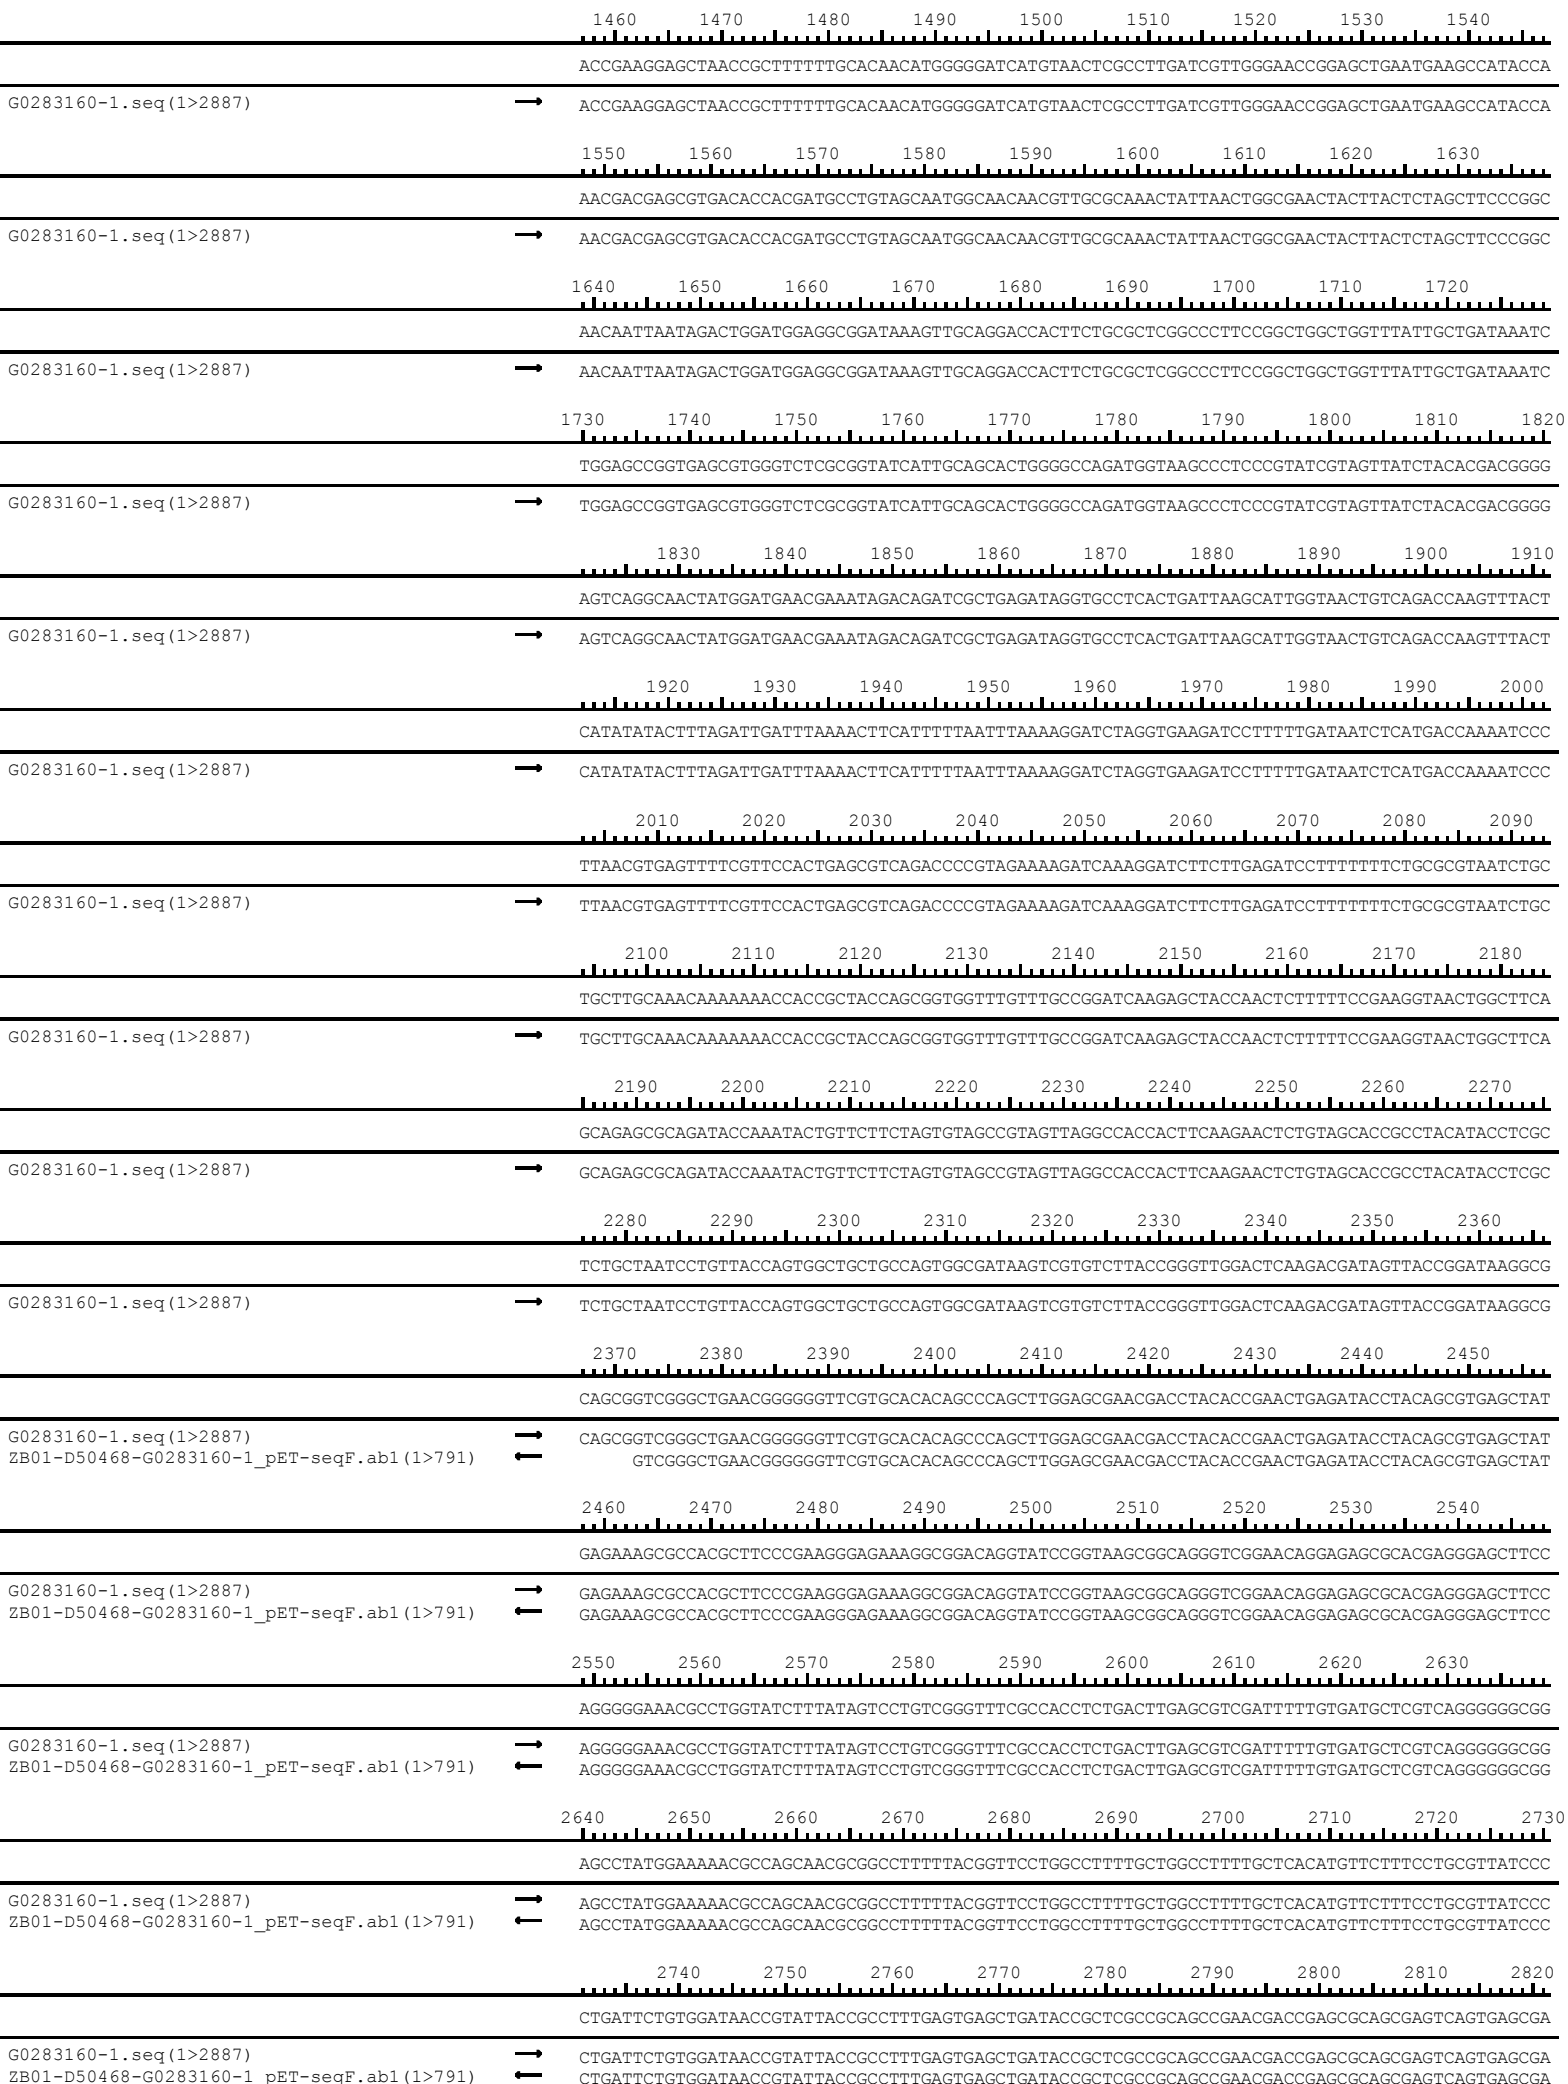 1460 1470 1480 1490 1500 1510 1520 1530 1540
ACCGAAGGAGCTAACCGCTTTTTTGCACAACATGGGGGATCATGTAACTCGCCTTGATCGTTGGGAACCGGAGCTGAATGAAGCCATACCA
G0283160-1.seq(1>2887) → ACCGAAGGAGCTAACCGCTTTTTTGCACAACATGGGGGATCATGTAACTCGCCTTGATCGTTGGGAACCGGAGCTGAATGAAGCCATACCA
1550 1560 1570 1580 1590 1600 1610 1620 1630
AACGACGAGCGTGACACCACGATGCCTGTAGCAATGGCAACAACGTTGCGCAAACTATTAACTGGCGAACTACTTACTCTAGCTTCCCGGC
G0283160-1.seq(1>2887) → AACGACGAGCGTGACACCACGATGCCTGTAGCAATGGCAACAACGTTGCGCAAACTATTAACTGGCGAACTACTTACTCTAGCTTCCCGGC
1640 1650 1660 1670 1680 1690 1700 1710 1720
AACAATTAATAGACTGGATGGAGGCGGATAAAGTTGCAGGACCACTTCTGCGCTCGGCCCTTCCGGCTGGCTGGTTTATTGCTGATAAATC
G0283160-1.seq(1>2887) → AACAATTAATAGACTGGATGGAGGCGGATAAAGTTGCAGGACCACTTCTGCGCTCGGCCCTTCCGGCTGGCTGGTTTATTGCTGATAAATC
1730 1740 1750 1760 1770 1780 1790 1800 1810 1820
TGGAGCCGGTGAGCGTGGGTCTCGCGGTATCATTGCAGCACTGGGGCCAGATGGTAAGCCCTCCCGTATCGTAGTTATCTACACGACGGGG
G0283160-1.seq(1>2887) → TGGAGCCGGTGAGCGTGGGTCTCGCGGTATCATTGCAGCACTGGGGCCAGATGGTAAGCCCTCCCGTATCGTAGTTATCTACACGACGGGG
1830 1840 1850 1860 1870 1880 1890 1900 1910
AGTCAGGCAACTATGGATGAACGAAATAGACAGATCGCTGAGATAGGTGCCTCACTGATTAAGCATTGGTAACTGTCAGACCAAGTTTACT
G0283160-1.seq(1>2887) → AGTCAGGCAACTATGGATGAACGAAATAGACAGATCGCTGAGATAGGTGCCTCACTGATTAAGCATTGGTAACTGTCAGACCAAGTTTACT
1920 1930 1940 1950 1960 1970 1980 1990 2000
CATATATACTTTAGATTGATTTAAAACTTCATTTTTAATTTAAAAGGATCTAGGTGAAGATCCTTTTTGATAATCTCATGACCAAAATCCC
G0283160-1.seq(1>2887) → CATATATACTTTAGATTGATTTAAAACTTCATTTTTAATTTAAAAGGATCTAGGTGAAGATCCTTTTTGATAATCTCATGACCAAAATCCC
2010 2020 2030 2040 2050 2060 2070 2080 2090
TTAACGTGAGTTTTCGTTCCACTGAGCGTCAGACCCCGTAGAAAAGATCAAAGGATCTTCTTGAGATCCTTTTTTTCTGCGCGTAATCTGC
G0283160-1.seq(1>2887) → TTAACGTGAGTTTTCGTTCCACTGAGCGTCAGACCCCGTAGAAAAGATCAAAGGATCTTCTTGAGATCCTTTTTTTCTGCGCGTAATCTGC
2100 2110 2120 2130 2140 2150 2160 2170 2180
TGCTTGCAAACAAAAAAACCACCGCTACCAGCGGTGGTTTGTTTGCCGGATCAAGAGCTACCAACTCTTTTTCCGAAGGTAACTGGCTTCA
G0283160-1.seq(1>2887) → TGCTTGCAAACAAAAAAACCACCGCTACCAGCGGTGGTTTGTTTGCCGGATCAAGAGCTACCAACTCTTTTTCCGAAGGTAACTGGCTTCA
2190 2200 2210 2220 2230 2240 2250 2260 2270
GCAGAGCGCAGATACCAAATACTGTTCTTCTAGTGTAGCCGTAGTTAGGCCACCACTTCAAGAACTCTGTAGCACCGCCTACATACCTCGC
G0283160-1.seq(1>2887) → GCAGAGCGCAGATACCAAATACTGTTCTTCTAGTGTAGCCGTAGTTAGGCCACCACTTCAAGAACTCTGTAGCACCGCCTACATACCTCGC
2280 2290 2300 2310 2320 2330 2340 2350 2360
TCTGCTAATCCTGTTACCAGTGGCTGCTGCCAGTGGCGATAAGTCGTGTCTTACCGGGTTGGACTCAAGACGATAGTTACCGGATAAGGCG
G0283160-1.seq(1>2887) → TCTGCTAATCCTGTTACCAGTGGCTGCTGCCAGTGGCGATAAGTCGTGTCTTACCGGGTTGGACTCAAGACGATAGTTACCGGATAAGGCG
2370 2380 2390 2400 2410 2420 2430 2440 2450
CAGCGGTCGGGCTGAACGGGGGGTTCGTGCACACAGCCCAGCTTGGAGCGAACGACCTACACCGAACTGAGATACCTACAGCGTGAGCTAT
G0283160-1.seq(1>2887) → CAGCGGTCGGGCTGAACGGGGGGTTCGTGCACACAGCCCAGCTTGGAGCGAACGACCTACACCGAACTGAGATACCTACAGCGTGAGCTAT
ZB01-D50468-G0283160-1_pET-seqF.ab1(1>791) ← GTCGGGCTGAACGGGGGGTTCGTGCACACAGCCCAGCTTGGAGCGAACGACCTACACCGAACTGAGATACCTACAGCGTGAGCTAT
2460 2470 2480 2490 2500 2510 2520 2530 2540
GAGAAAGCGCCACGCTTCCCGAAGGGAGAAAGGCGGACAGGTATCCGGTAAGCGGCAGGGTCGGAACAGGAGAGCGCACGAGGGAGCTTCC
G0283160-1.seq(1>2887) → GAGAAAGCGCCACGCTTCCCGAAGGGAGAAAGGCGGACAGGTATCCGGTAAGCGGCAGGGTCGGAACAGGAGAGCGCACGAGGGAGCTTCC
ZB01-D50468-G0283160-1_pET-seqF.ab1(1>791) ← GAGAAAGCGCCACGCTTCCCGAAGGGAGAAAGGCGGACAGGTATCCGGTAAGCGGCAGGGTCGGAACAGGAGAGCGCACGAGGGAGCTTCC
2550 2560 2570 2580 2590 2600 2610 2620 2630
AGGGGGAAACGCCTGGTATCTTTATAGTCCTGTCGGGTTTCGCCACCTCTGACTTGAGCGTCGATTTTTGTGATGCTCGTCAGGGGGGCGG
G0283160-1.seq(1>2887) → AGGGGGAAACGCCTGGTATCTTTATAGTCCTGTCGGGTTTCGCCACCTCTGACTTGAGCGTCGATTTTTGTGATGCTCGTCAGGGGGGCGG
ZB01-D50468-G0283160-1_pET-seqF.ab1(1>791) ← AGGGGGAAACGCCTGGTATCTTTATAGTCCTGTCGGGTTTCGCCACCTCTGACTTGAGCGTCGATTTTTGTGATGCTCGTCAGGGGGGCGG
2640 2650 2660 2670 2680 2690 2700 2710 2720 2730
AGCCTATGGAAAAACGCCAGCAACGCGGCCTTTTTACGGTTCCTGGCCTTTTGCTGGCCTTTTGCTCACATGTTCTTTCCTGCGTTATCCC
G0283160-1.seq(1>2887) → AGCCTATGGAAAAACGCCAGCAACGCGGCCTTTTTACGGTTCCTGGCCTTTTGCTGGCCTTTTGCTCACATGTTCTTTCCTGCGTTATCCC
ZB01-D50468-G0283160-1_pET-seqF.ab1(1>791) ← AGCCTATGGAAAAACGCCAGCAACGCGGCCTTTTTACGGTTCCTGGCCTTTTGCTGGCCTTTTGCTCACATGTTCTTTCCTGCGTTATCCC
2740 2750 2760 2770 2780 2790 2800 2810 2820
CTGATTCTGTGGATAACCGTATTACCGCCTTTGAGTGAGCTGATACCGCTCGCCGCAGCCGAACGACCGAGCGCAGCGAGTCAGTGAGCGA
G0283160-1.seq(1>2887) → CTGATTCTGTGGATAACCGTATTACCGCCTTTGAGTGAGCTGATACCGCTCGCCGCAGCCGAACGACCGAGCGCAGCGAGTCAGTGAGCGA
ZB01-D50468-G0283160-1_pET-seqF.ab1(1>791) ← CTGATTCTGTGGATAACCGTATTACCGCCTTTGAGTGAGCTGATACCGCTCGCCGCAGCCGAACGACCGAGCGCAGCGAGTCAGTGAGCGA